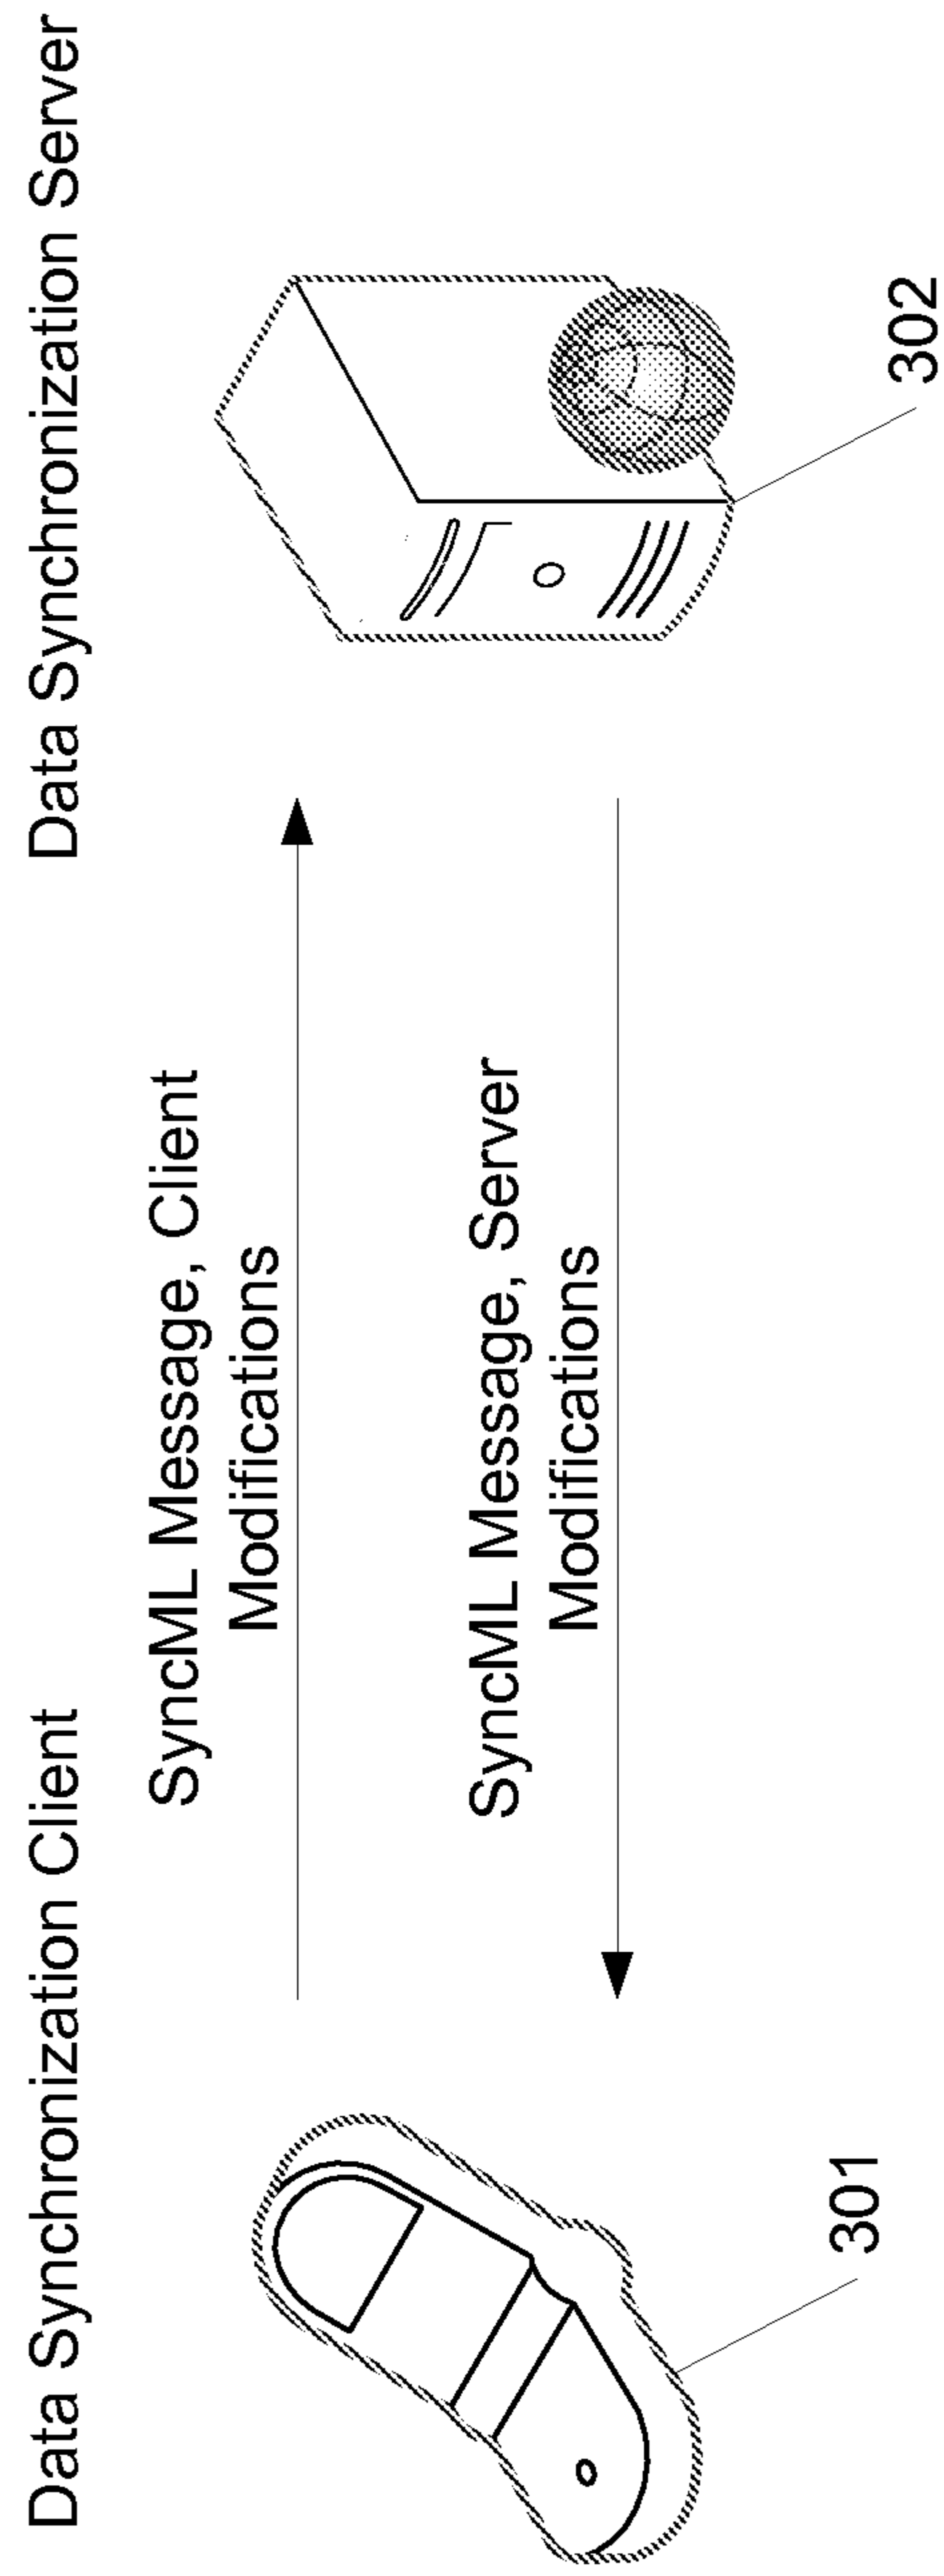 Data Synchronization Client
Data Synchronization Server
SyncML Message, Client
Modifications
SyncML Message, Server
Modifications
301
302